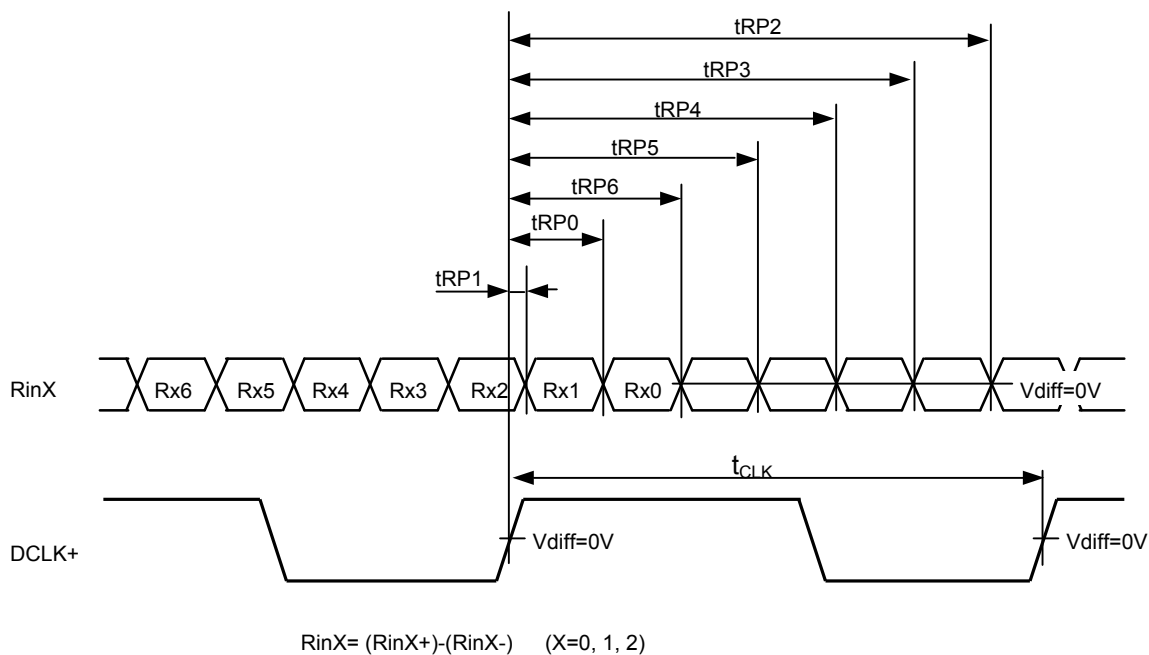 tRP2
tRP3
tRP4
tRP5
tRP6
tRP0
tRP1
RinX Rx6 Rx5 Rx4 Rx3 Rx2 Rx1 Rx0 Vdiff=0V
tCLK
DCLK+ Vdiff=0V Vdiff=0V
RinX= (RinX+)-(RinX-) (X=0, 1, 2)